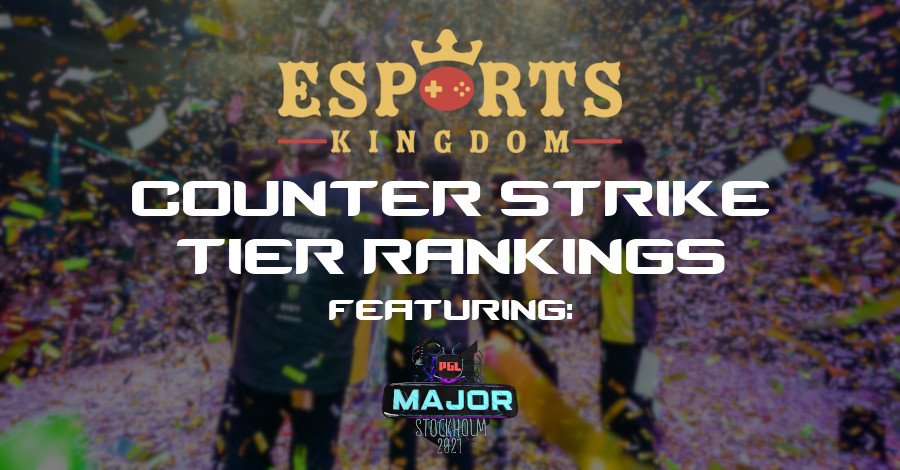 ESPORTS
KINGDOM
COUNTER STRIKE
TIER RANKINGS
FEATURING:
PGL
MAJOR
STOCKHOLM
2021